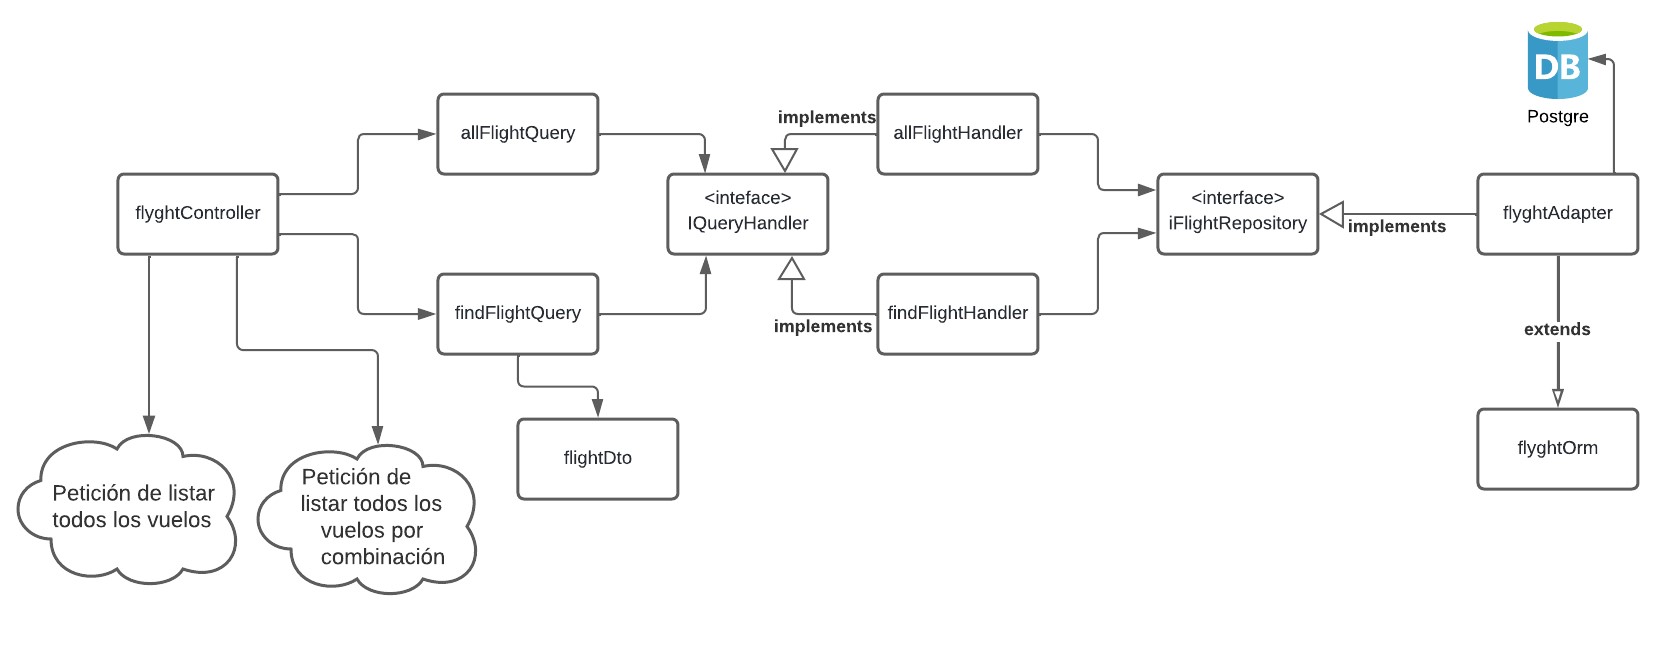 DB
Postgre
allFlightQuery
implements
allFlightHandler
flyghtController
<inteface>
IQueryHandler
<interface>
iFlightRepository
implements
flyghtAdapter
findFlightQuery
implements
findFlightHandler
extends
flightDto
flyghtOrm
Petición de listar
todos los vuelos
Petición de
listar todos los
vuelos por
combinación